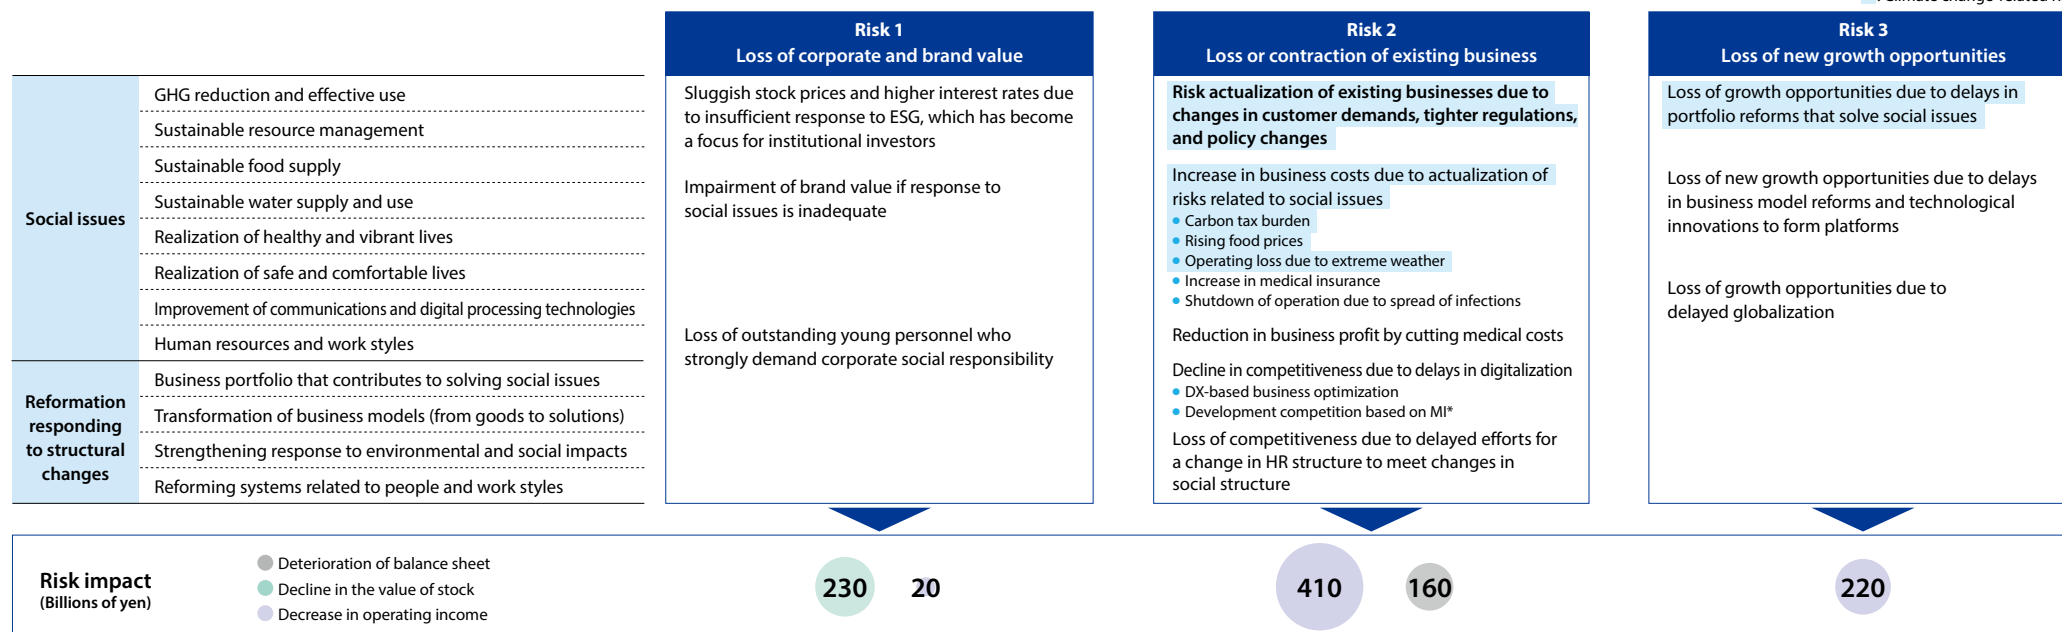 Risk 1
Loss of corporate and brand value
Risk 2
Loss or contraction of existing business
Risk 3
Loss of new growth opportunities
Social issues
GHG reduction and effective use
Sustainable resource management
Sustainable food supply
Sustainable water supply and use
Realization of healthy and vibrant lives
Realization of safe and comfortable lives
Improvement of communications and digital processing technologies
Human resources and work styles
Reformation
responding
to structural
changes
Business portfolio that contributes to solving social issues
Transformation of business models (from goods to solutions)
Strengthening response to environmental and social impacts
Reforming systems related to people and work styles
Sluggish stock prices and higher interest rates due
to insufficient response to ESG, which has become
a focus for institutional investors
Impairment of brand value if response to
social issues is inadequate
Loss of outstanding young personnel who
strongly demand corporate social responsibility
Risk actualization of existing businesses due to
changes in customer demands, tighter regulations,
and policy changes
Increase in business costs due to actualization of
risks related to social issues
● Carbon tax burden
● Rising food prices
● Operating loss due to extreme weather
● Increase in medical insurance
● Shutdown of operation due to spread of infections
Reduction in business profit by cutting medical costs
Decline in competitiveness due to delays in digitalization
● DX-based business optimization
● Development competition based on MI*
Loss of competitiveness due to delayed efforts for
a change in HR structure to meet changes in
social structure
Loss of growth opportunities due to delays in
portfolio reforms that solve social issues
Loss of new growth opportunities due to delays
in business model reforms and technological
innovations to form platforms
Loss of growth opportunities due to
delayed globalization
Risk impact
(Billions of yen)
Deterioration of balance sheet
Decline in the value of stock
Decrease in operating income
230
20
410
160
220